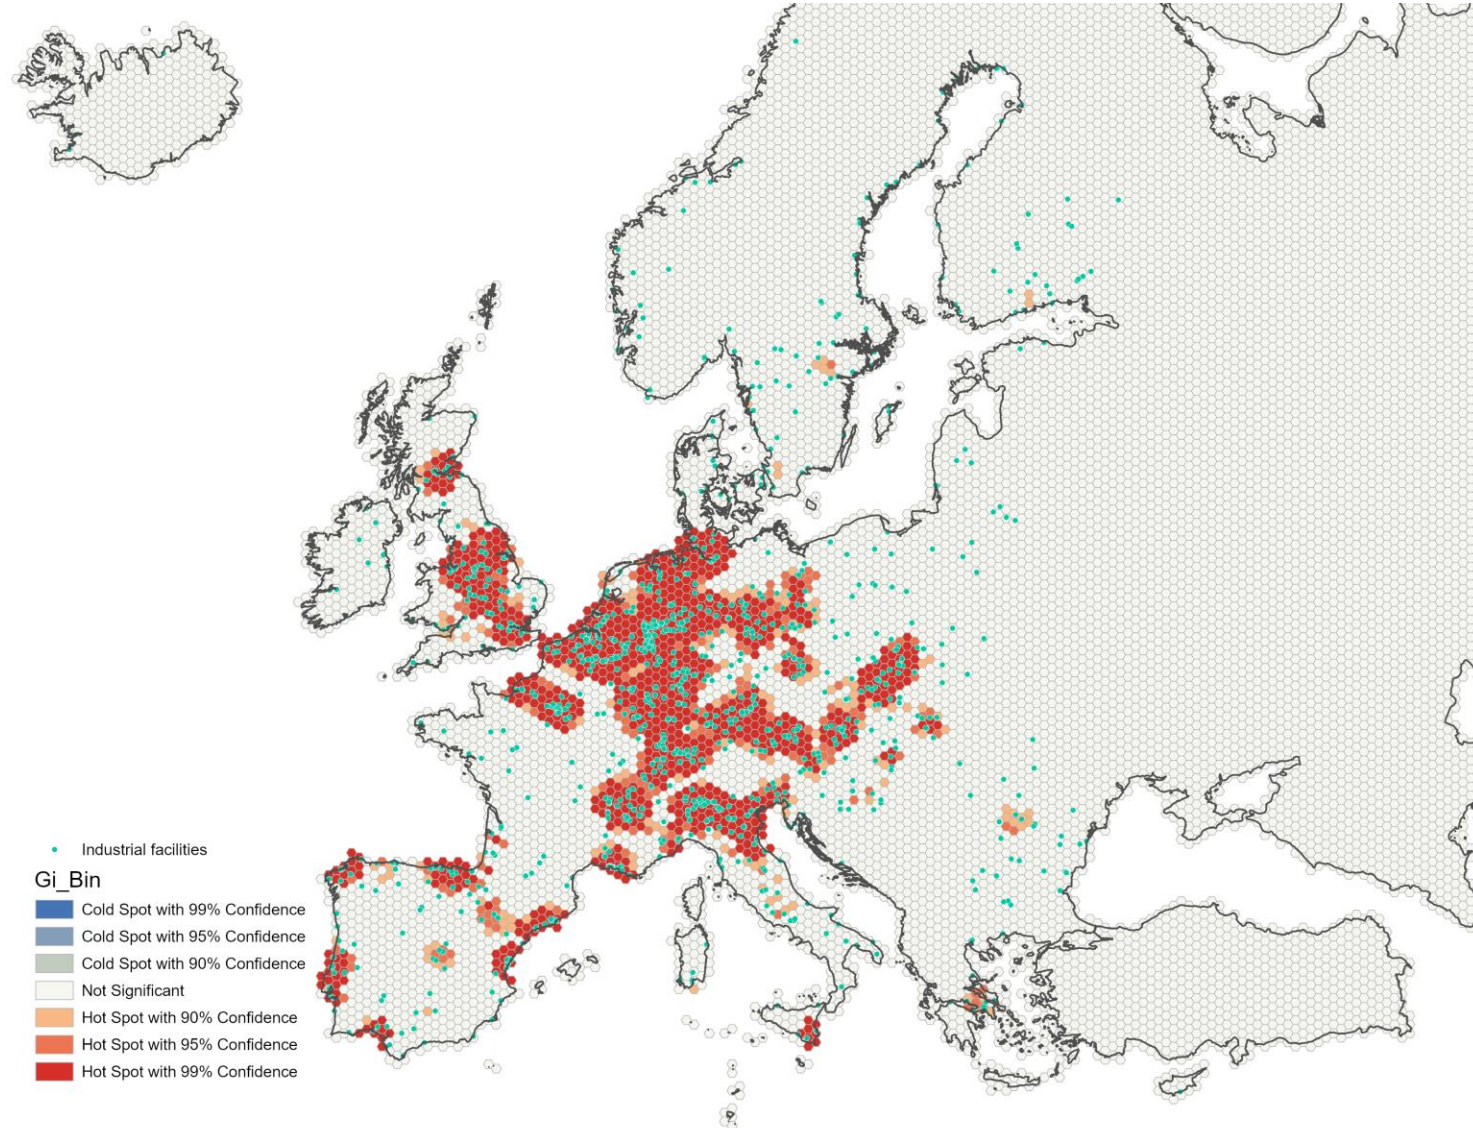 Industrial facilities
Gi_Bin
Cold Spot with 99% Confidence
Cold Spot with 95% Confidence
Cold Spot with 90% Confidence
Not Significant
Hot Spot with 90% Confidence
Hot Spot with 95% Confidence
Hot Spot with 99% Confidence